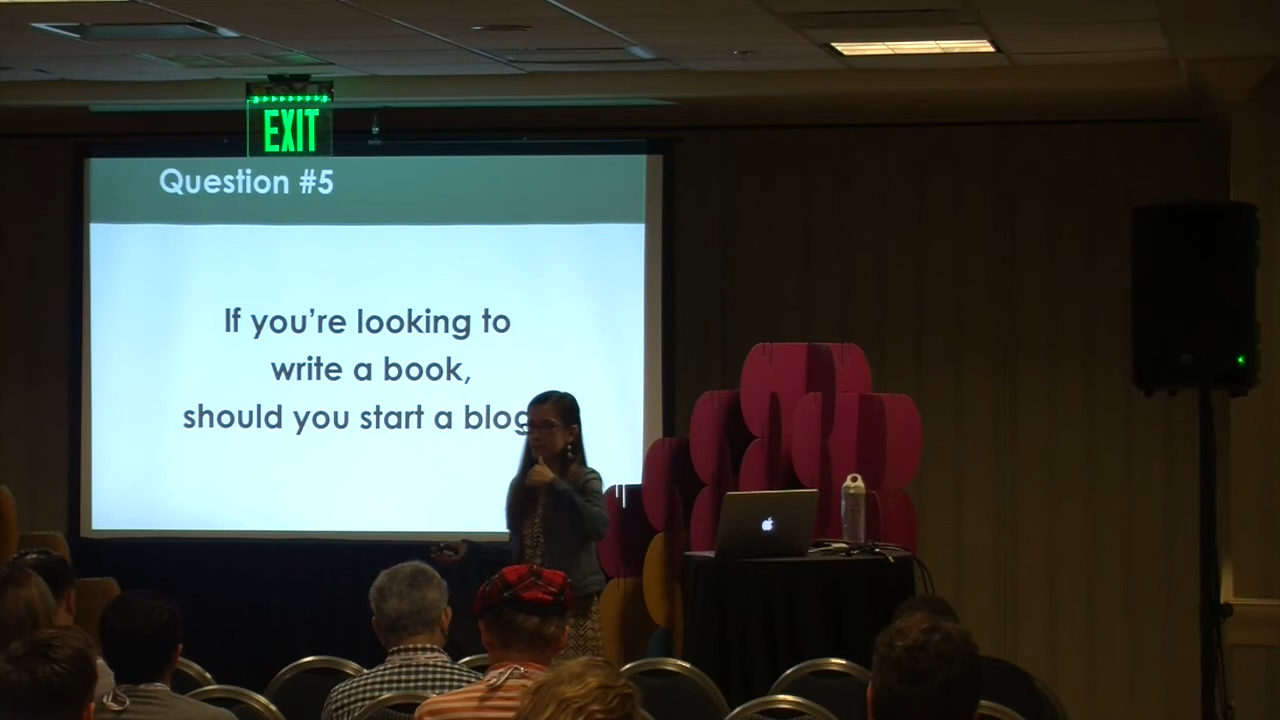 EXIT
Question #5
If you're looking to
write a book,
should you start a blog